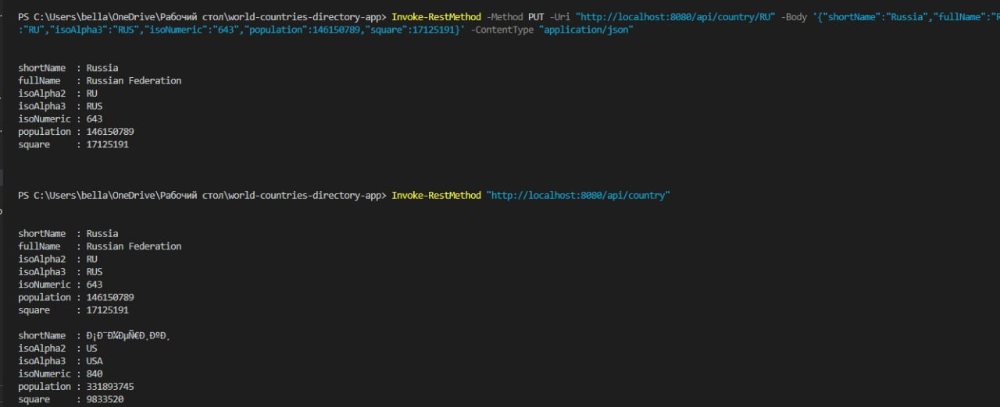 PS C:\Users\bella\OneDrive\Рабочий стол\world-countries-directory-app> Invoke-RestMethod -Method PUT -Uri "http://localhost:8080/api/country/RU" -Body '{"shortName":"Russia","fullName":"R
:"RU","isoAlpha3":"RUS","isoNumeric":"643","population":146150789,"square":17125191}' -ContentType "application/json"
shortName : Russia
fullName : Russian Federation
isoAlpha2 : RU
isoAlpha3 : RUS
isoNumeric : 643
population : 146150789
square : 17125191
PS C:\Users\bella\OneDrive\Рабочий стол\world-countries-directory-app> Invoke-RestMethod "http://localhost:8080/api/country"
shortName : Russia
fullName : Russian Federation
isoAlpha2 : RU
isoAlpha3 : RUS
isoNumeric : 643
population : 146150789
square : 17125191
shortName :
isoAlpha2 : US
isoAlpha3 : USA
isoNumeric : 840
population : 331893745
square : 9833520